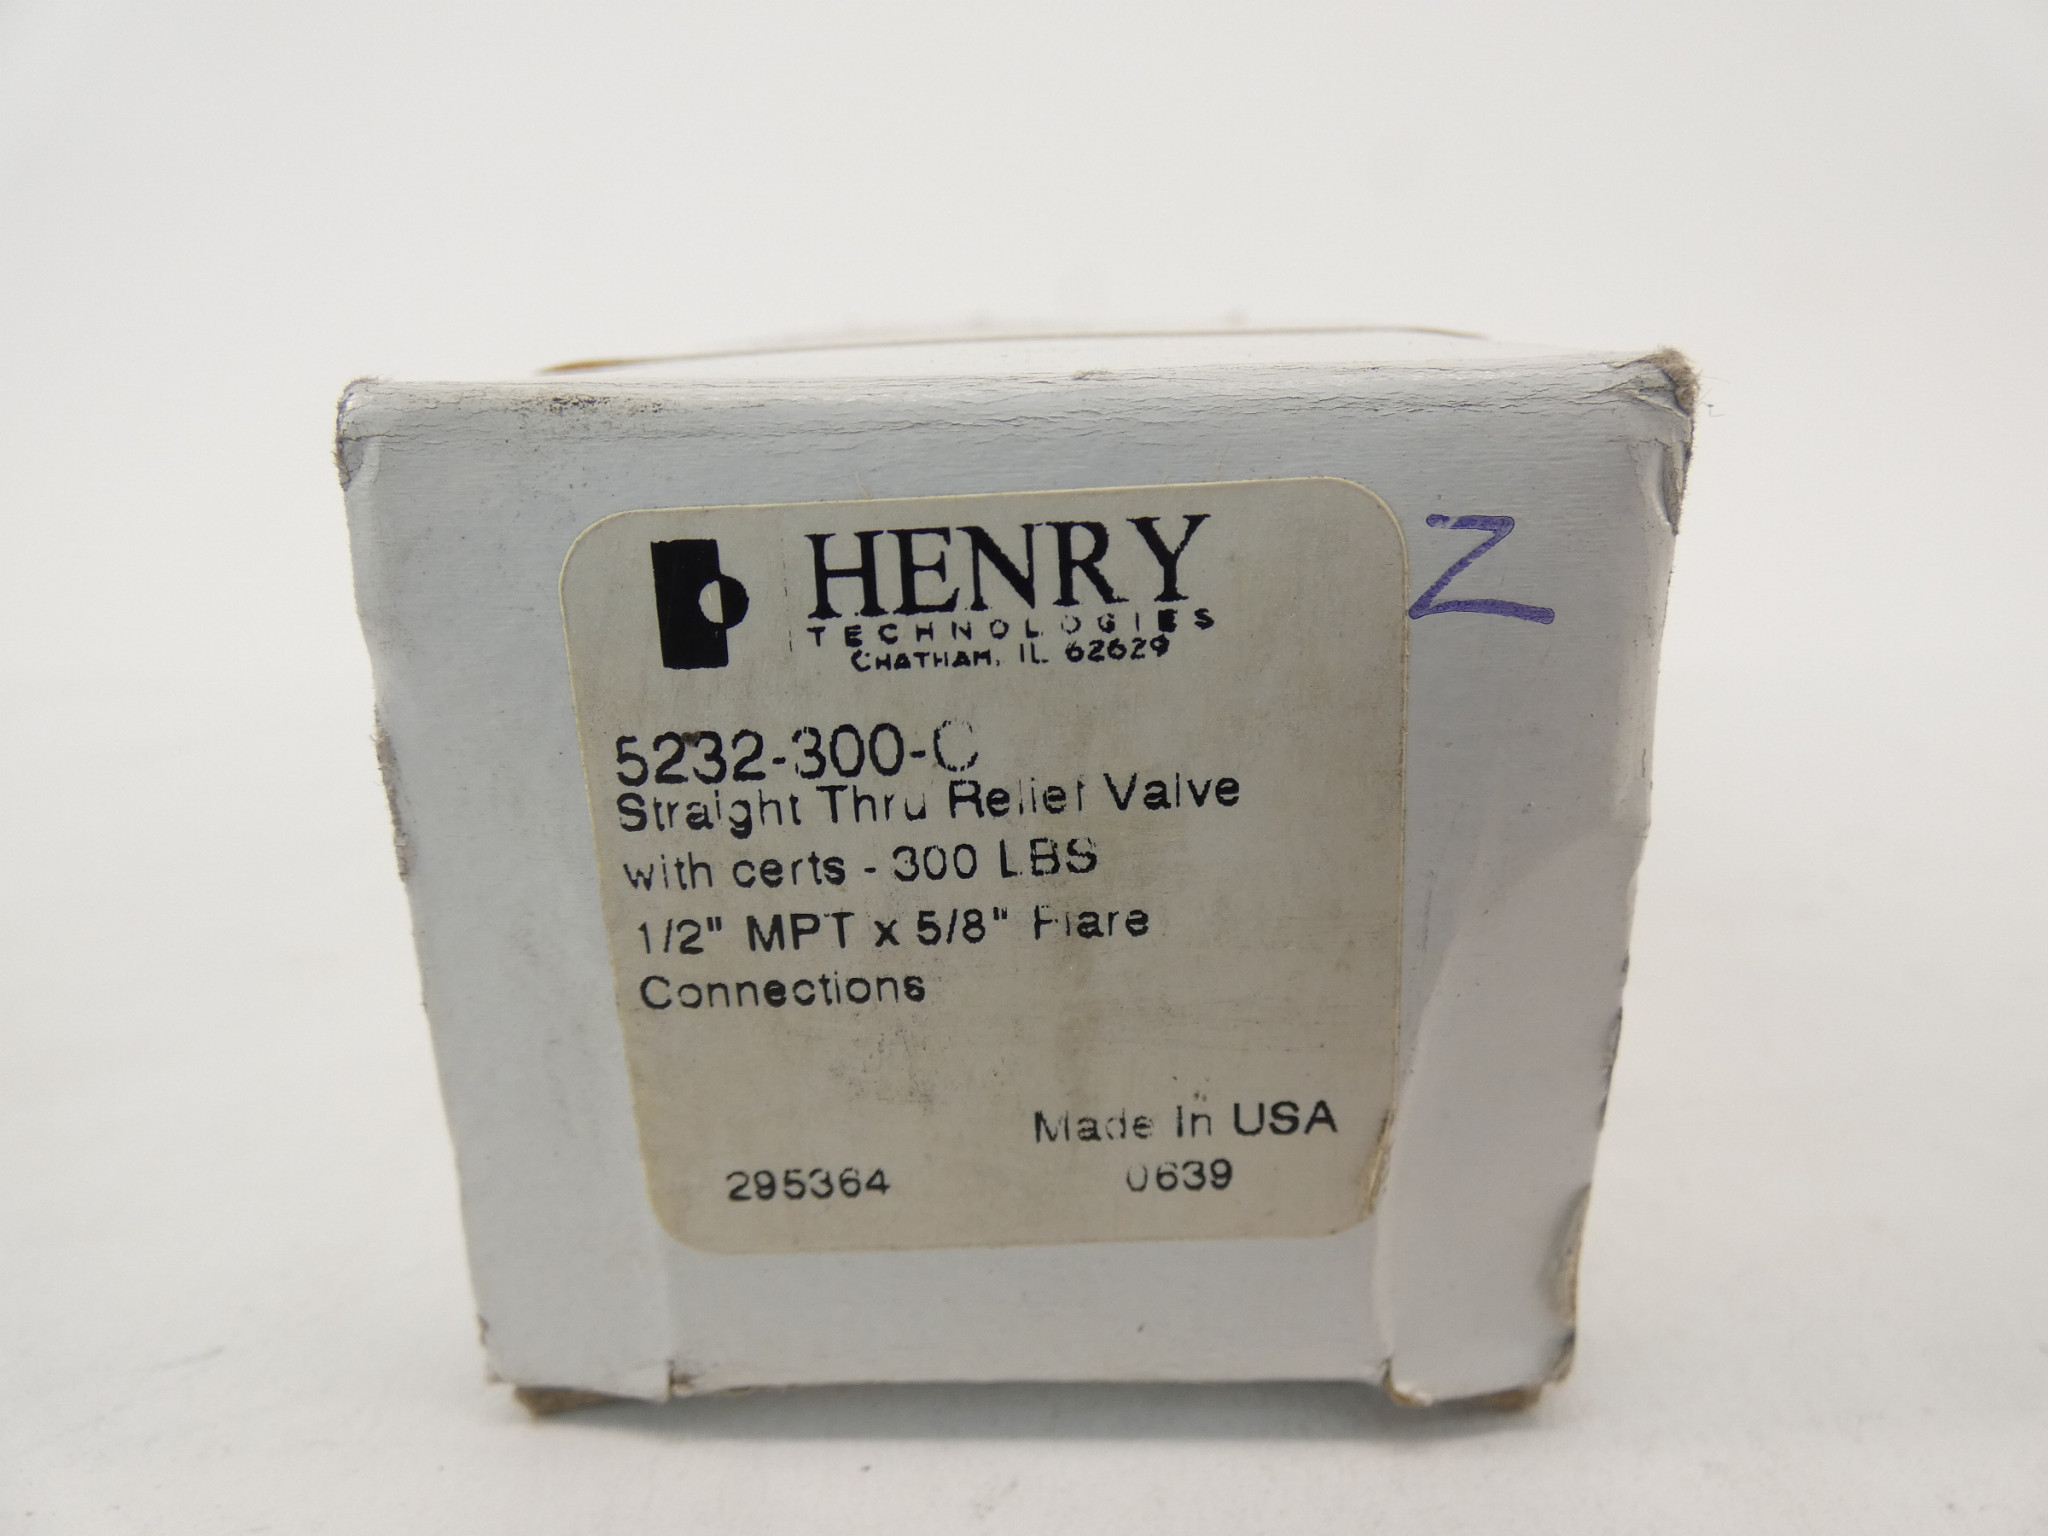 HENRY
TECHNOLOGIES
CHATHAM, IL 62629
Z
5232-300-C
Straight Thru Relief Valve
with certs - 300 LBS
1/2" MPT x 5/8" Flare
Connections
Made In USA
295364 0639